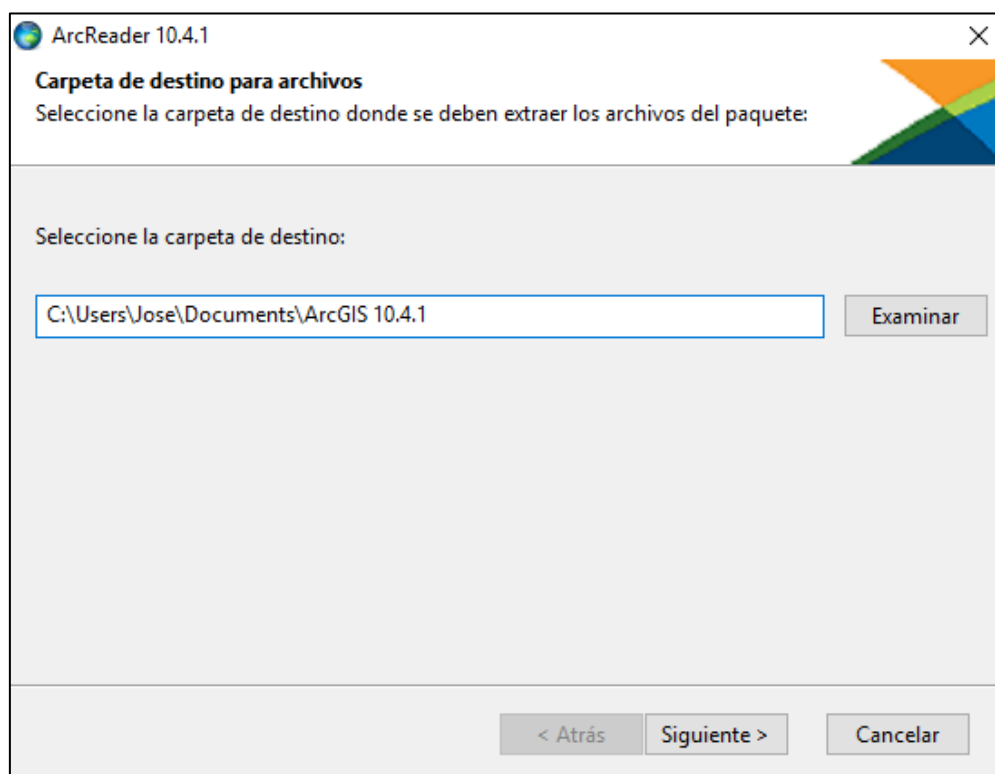 ArcReader 10.4.1
Carpeta de destino para archivos
Seleccione la carpeta de destino donde se deben extraer los archivos del paquete:
Seleccione la carpeta de destino:
C:\Users\Jose\Documents\ArcGIS 10.4.1
Examinar
< Atrás
Siguiente >
Cancelar